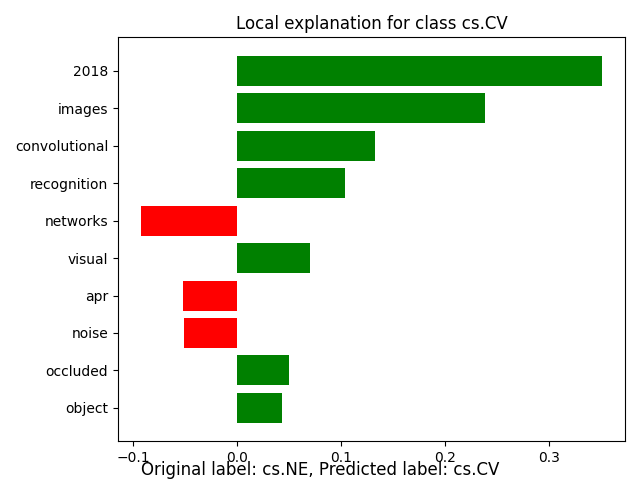 Local explanation for class cs.CV
2018
images
convolutional
recognition
networks
visual
apr
noise
occluded
object
−0.1 0.0 0.1 0.2 0.3
Original label: cs.NE, Predicted label: cs.CV